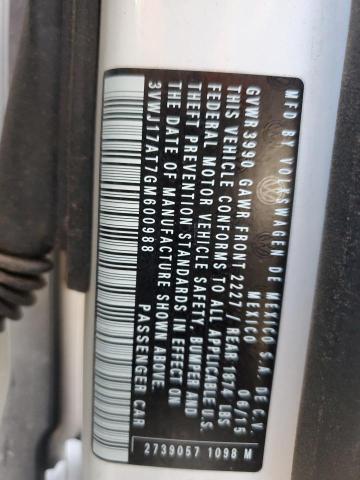 MFD BY VOLKSWAGEN DE MEXICO S.A. DE C.V
MEXICO 06/15
GVWR3990 GAWR FRONT 2227 // REAR 1874 LBS
THIS VEHICLE CONFORMS TO ALL APPLICABLE U.S.
FEDERAL MOTOR VEHICLE SAFETY, BUMPER AND
THEFT PREVENTION STANDARDS IN EFFECT ON
THE DATE OF MANUFACTURE SHOWN ABOVE.
3VWJ17AT7GM600988 PASSENGER CAR
2739057 1098 M